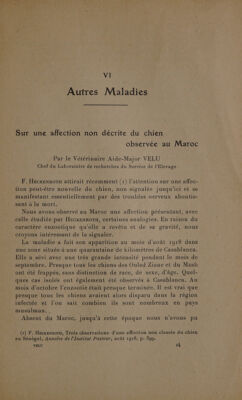 VI
Autres Maladies
Sur une affection non décrite du chien
observée au Maroc
Par le Vétérinaire Aide-Major VELU
Chef du Laboratoire de recherches du Service de l'Elevage
F. Heckenroth attirait récemment (1) l'attention sur une affec-
tion peut-être nouvelle du chien, non signalée jusqu'ici et se
manifestant essentiellement par des troubles nerveux aboutis-
sant à la mort.
Nous avons observé au Maroc une affection présentant, avec
celle étudiée par Heckenroth, certaines analogies. En raison du
caractère enzootique qu'elle a revêtu et de sa gravité, nous
croyons intéressant de la signaler.
La maladie a fait son apparition au mois d'août 1918 dans
une zone située à une quarantaine de kilomètres de Casablanca.
Elle a sévi avec une très grande intensité pendant le mois de
septembre. Presque tous les chiens des Ouled Ziane et du
ont été frappés, sans distinction de race, de sexe, d'âge. Quel-
ques cas isolés ont également été observés à Casablanca. Au
mois d'octobre l'enzootie était presque terminée. Il est vrai que
presque tous les chiens avaient alors disparu dans la région
infectée et l'on sait combien ils sont nombreux en pays
musulman.
Absent du Maroc, jusqu'à cette époque nous n'avons pu
(1) F. Heckenroth, Trois observations d'une affection non classée du chien
au Sénégal, Annales de l'Institut Pasteur, août 1918, p. 399.
VELU 14